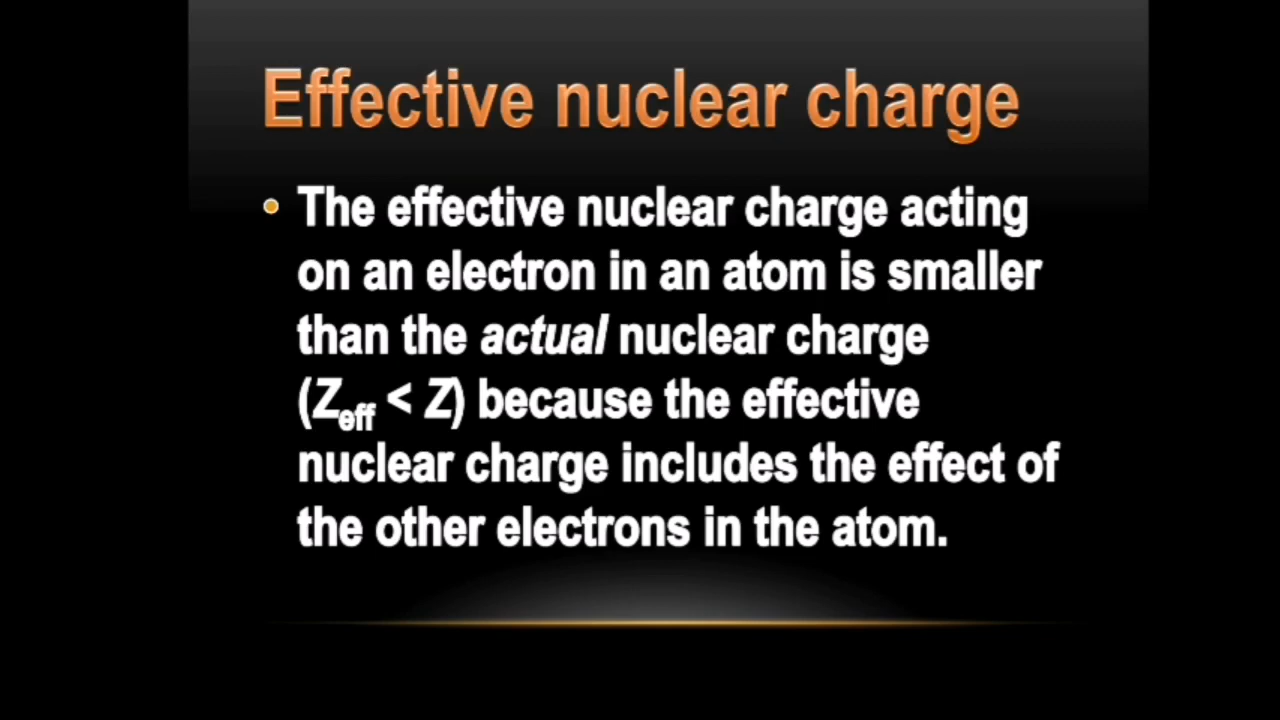 Effective nuclear charge
• The effective nuclear charge acting
on an electron in an atom is smaller
than the actual nuclear charge
(Zeff < Z) because the effective
nuclear charge includes the effect of
the other electrons in the atom.